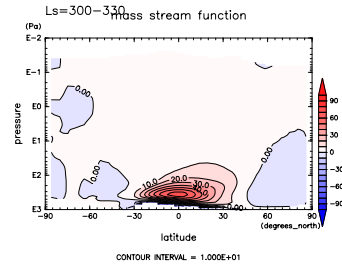 Ls=300-330
mass stream function
(Pa)
E-2
E-1
E0
E1
E2
E3
pressure
0.00
0.00
0.00
0.00
10.0
20.0
30.0
-90 -60 -30 0 30 60 90
(degrees_north)
latitude
90
60
30
0
-30
-60
-90
CONTOUR INTERVAL = 1.000E+01